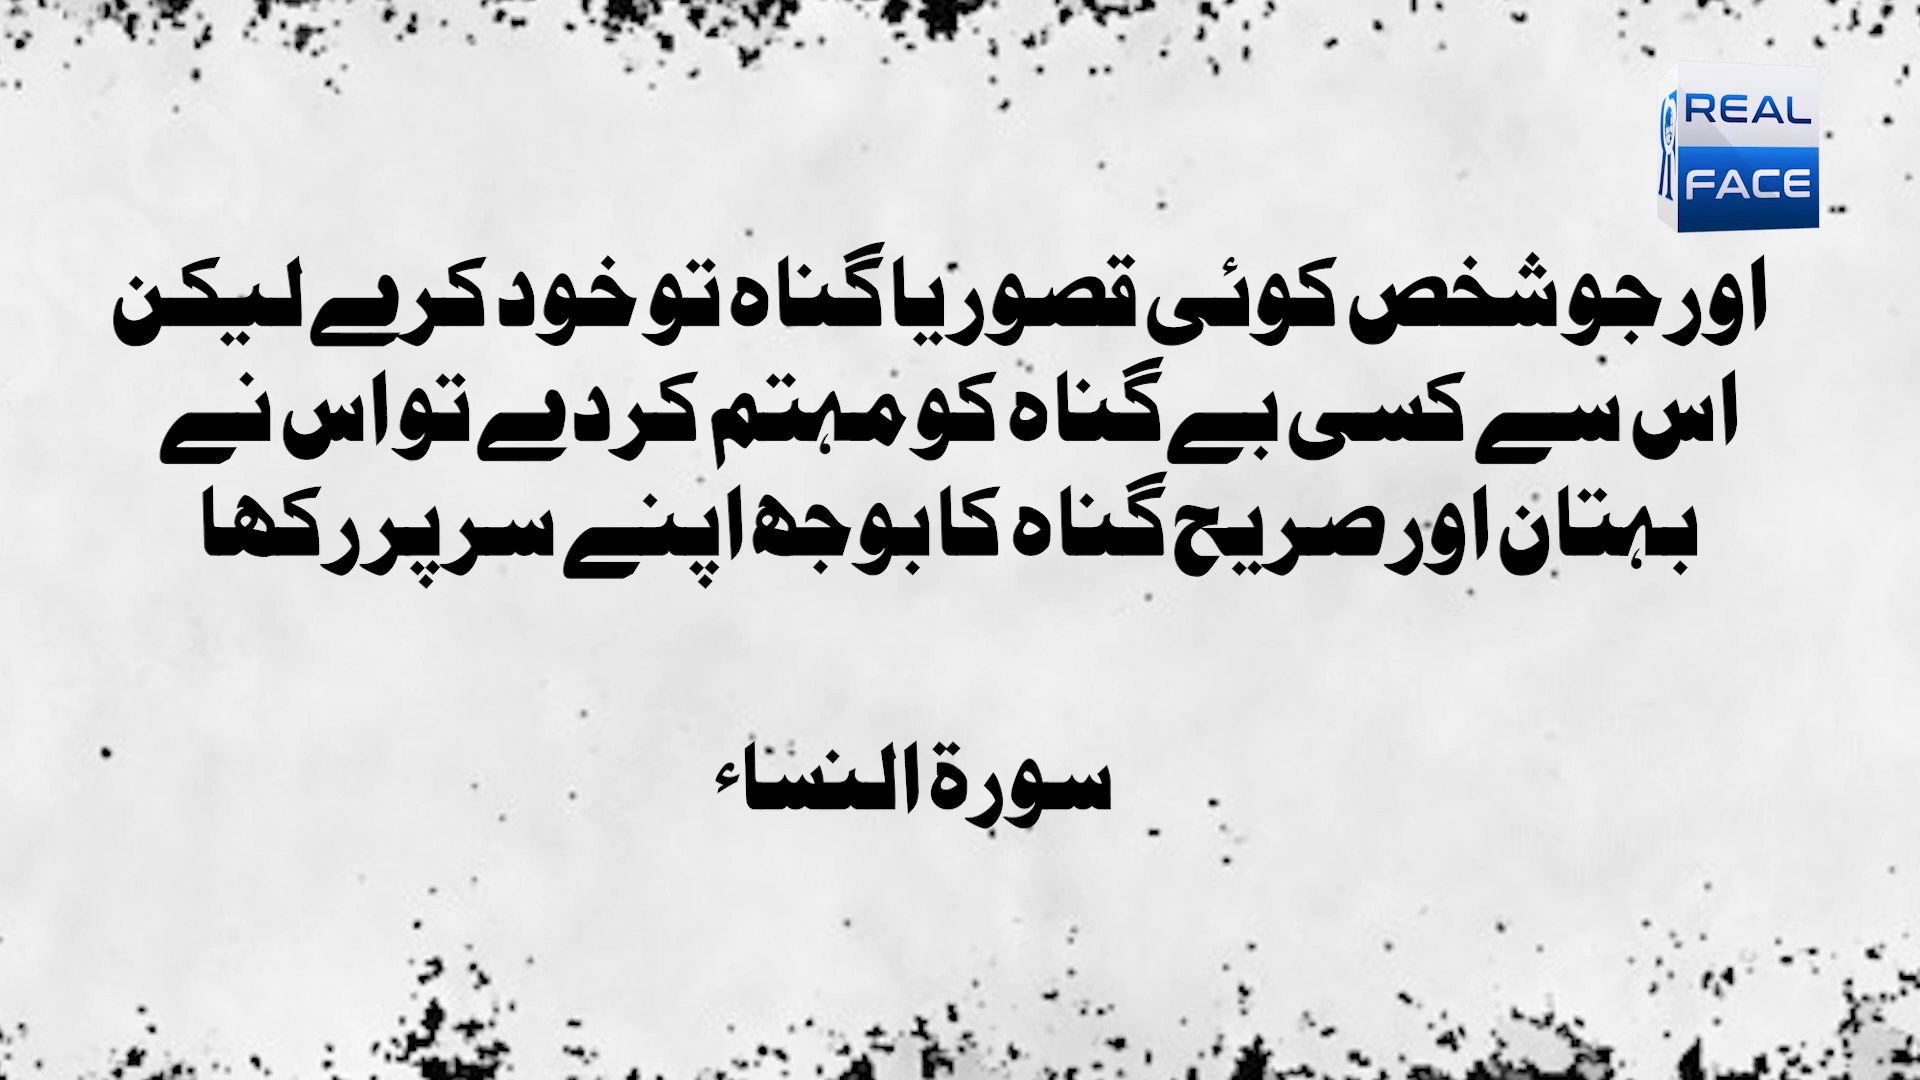 REAL
FACE
اور جو شخص کوئی قصور یا گناہ تو خود کرے لیکن
اس سے کسی بے گناہ کو مہتم کر دے تو اس نے
بہتان اور صریح گناہ کا بوجھ اپنے سر پر رکھا
سورۃ النساء